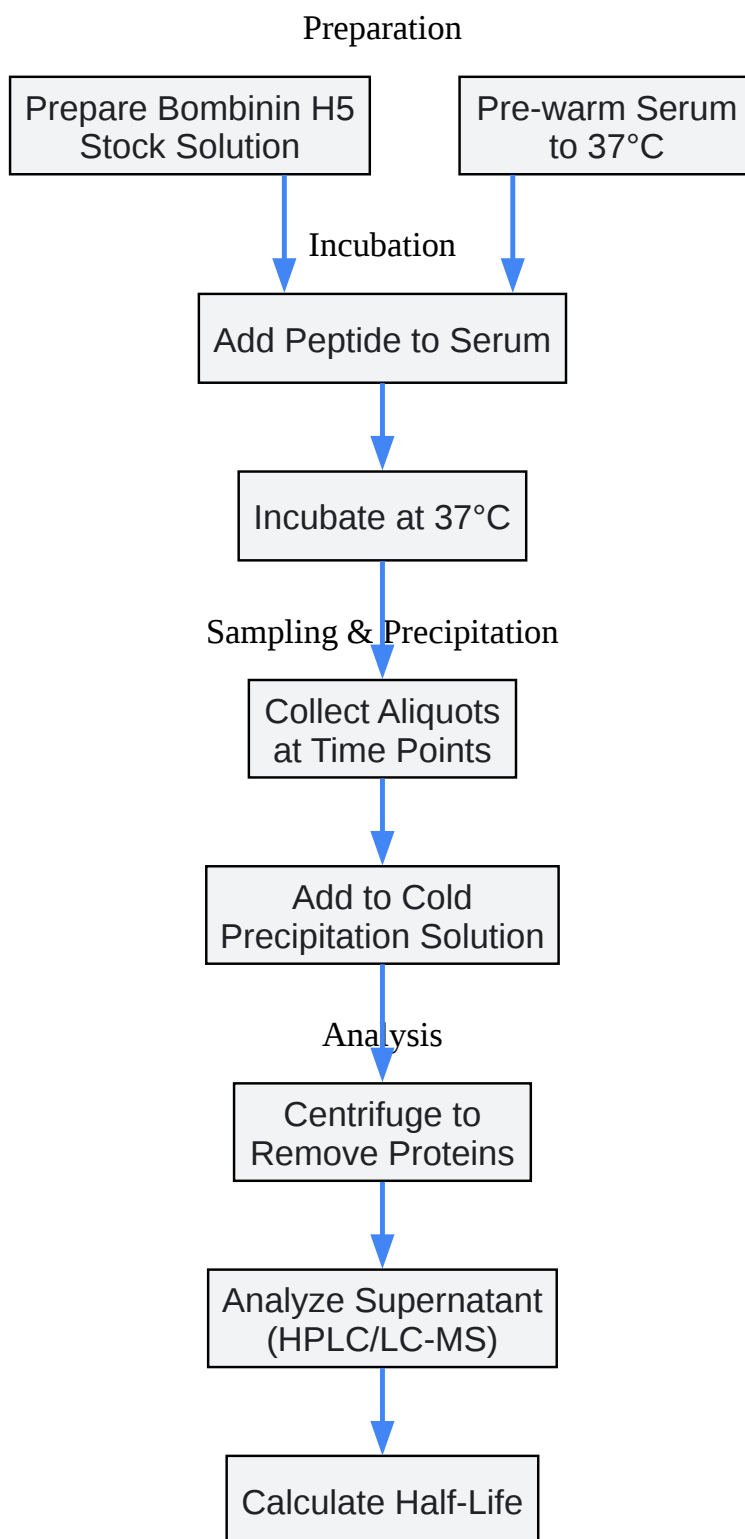 Preparation
Prepare Bombinin H5
Stock Solution
Pre-warm Serum
to 37°C
Incubation
Add Peptide to Serum
Incubate at 37°C
Sampling & Precipitation
Collect Aliquots
at Time Points
Add to Cold
Precipitation Solution
Analysis
Centrifuge to
Remove Proteins
Analyze Supernatant
(HPLC/LC-MS)
Calculate Half-Life